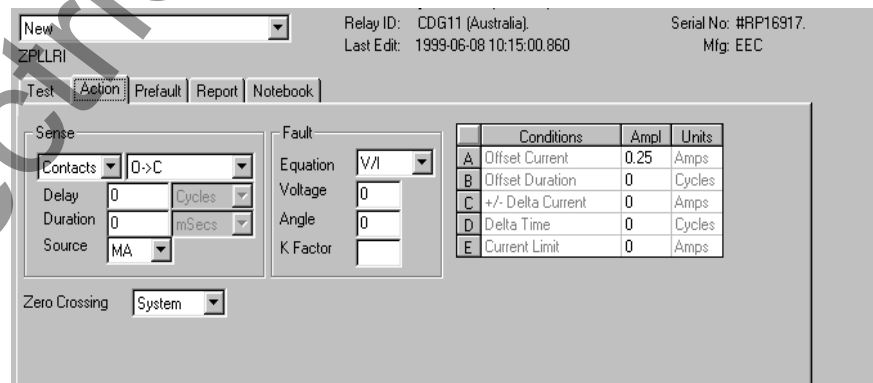 New
Relay ID: CDG11 (Australia). Serial No: #RP16917.
Last Edit: 1999-06-08 10:15:00.860 Mfg: EEC
ZPLLRI
Test Action Prefault Report Notebook
Sense
Contacts O->C
Delay 0 Cycles
Duration 0 mSecs
Source MA
Fault
Equation V/I
Voltage 0
Angle 0
K Factor
Conditions Ampl Units
A Offset Current 0.25 Amps
B Offset Duration 0 Cycles
C +/- Delta Current 0 Amps
D Delta Time 0 Cycles
E Current Limit 0 Amps
Zero Crossing System
ctri